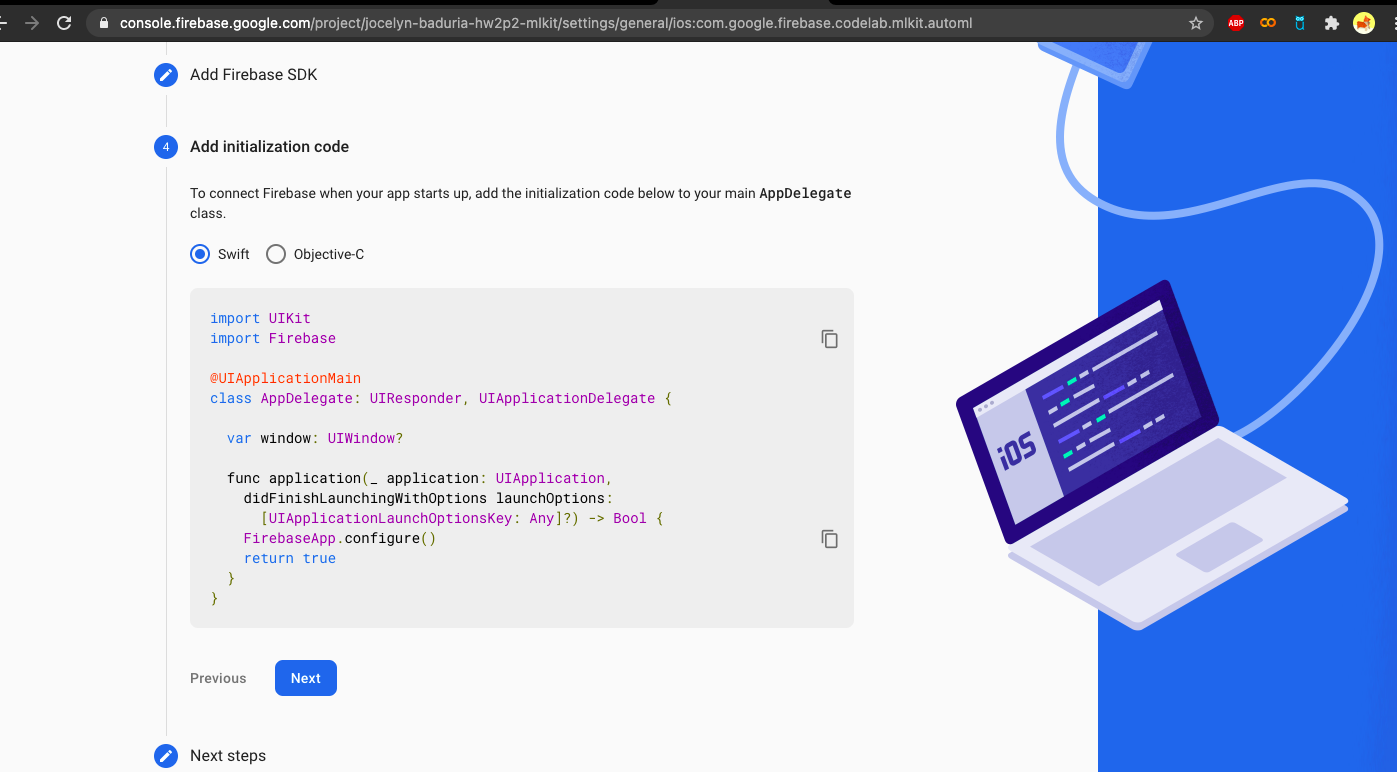 console.firebase.google.com/project/jocelyn-baduria-hw2p2-mlkit/settings/general/ios:com.google.firebase.codelab.mlkit.automl
ABP
Add Firebase SDK
4 Add initialization code
To connect Firebase when your app starts up, add the initialization code below to your main AppDelegate
class.
Swift Objective-C
import UIKit
import Firebase
@UIApplicationMain
class AppDelegate: UIResponder, UIApplicationDelegate {
var window: UIWindow?
func application(_ application: UIApplication,
didFinishLaunchingWithOptions launchOptions:
[UIApplicationLaunchOptionsKey: Any]?) -> Bool {
FirebaseApp.configure()
return true
}
}
iOS
Previous Next
Next steps